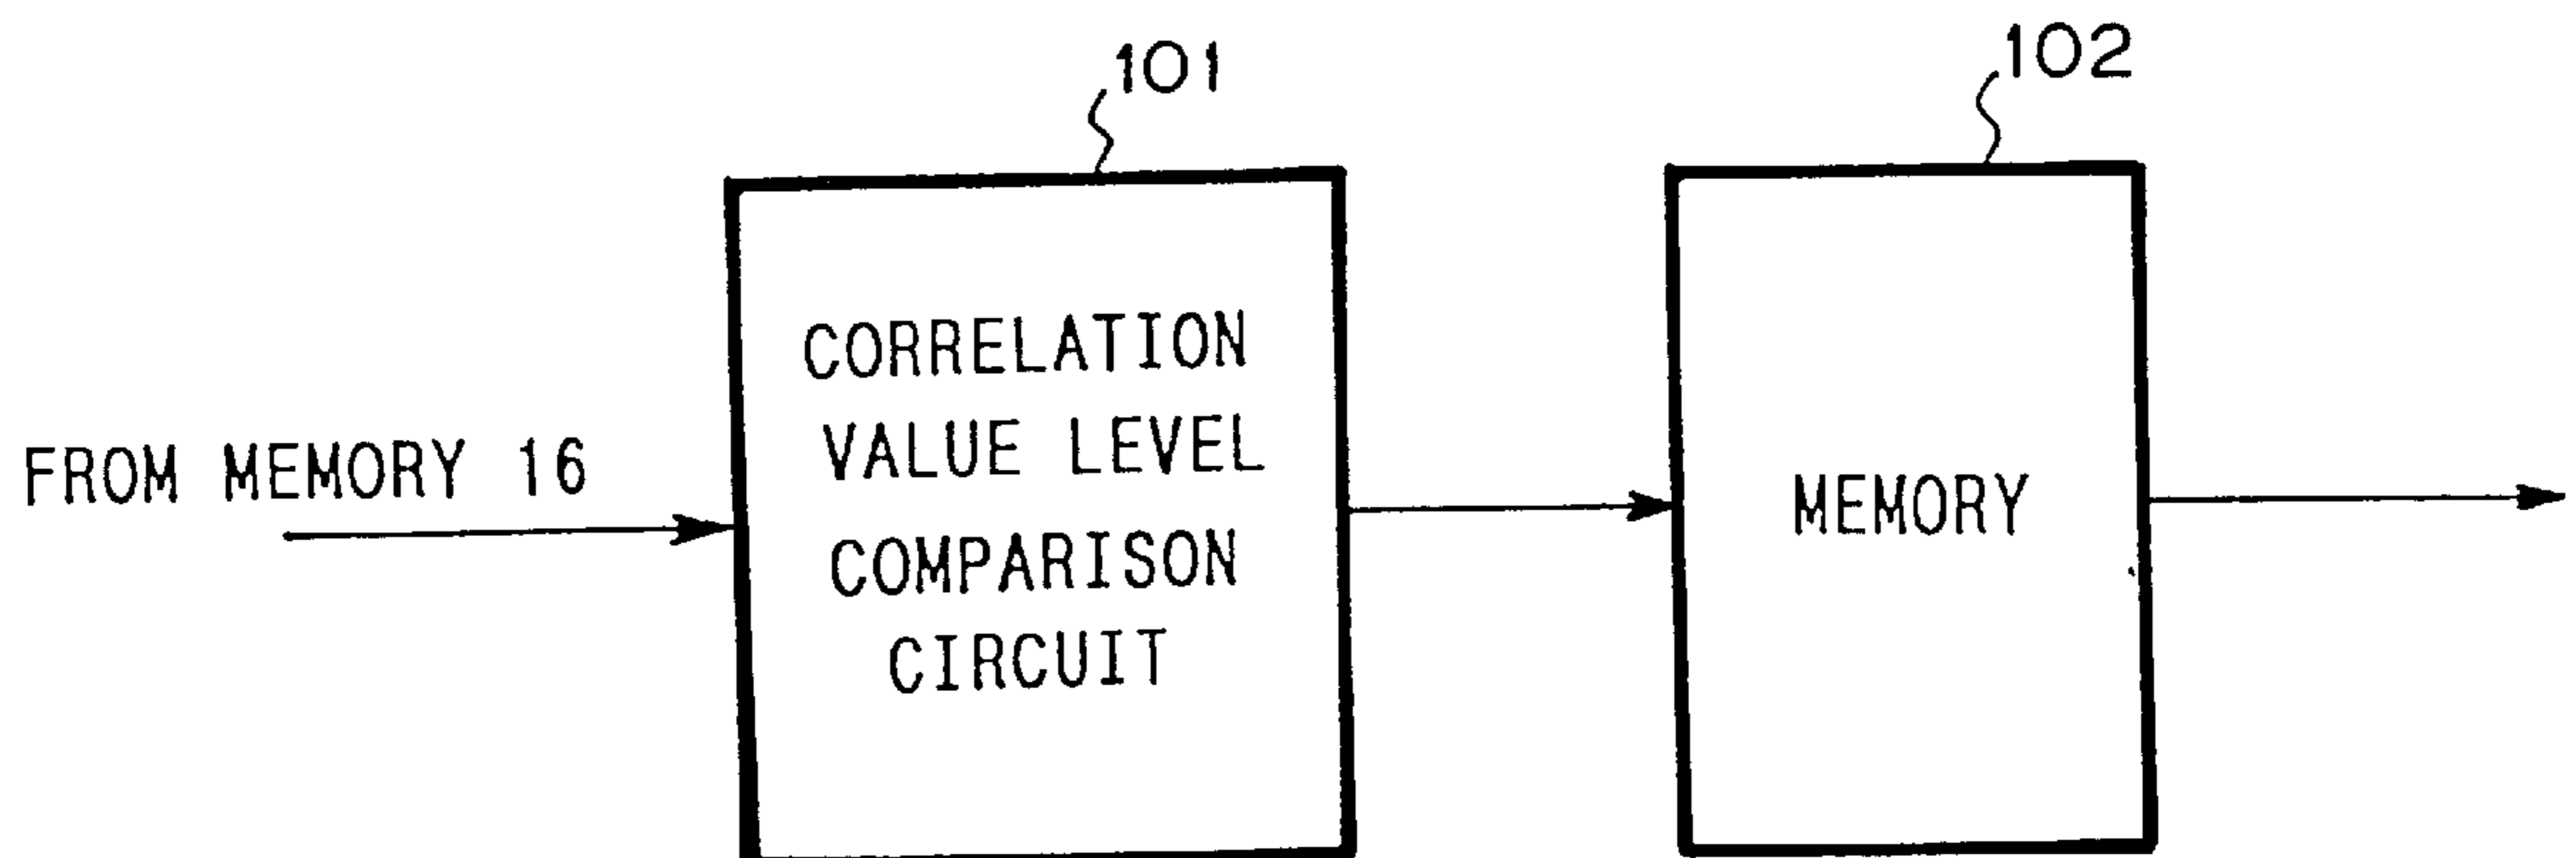 101
102
FROM MEMORY 16
CORRELATION
VALUE LEVEL
COMPARISON
CIRCUIT
MEMORY